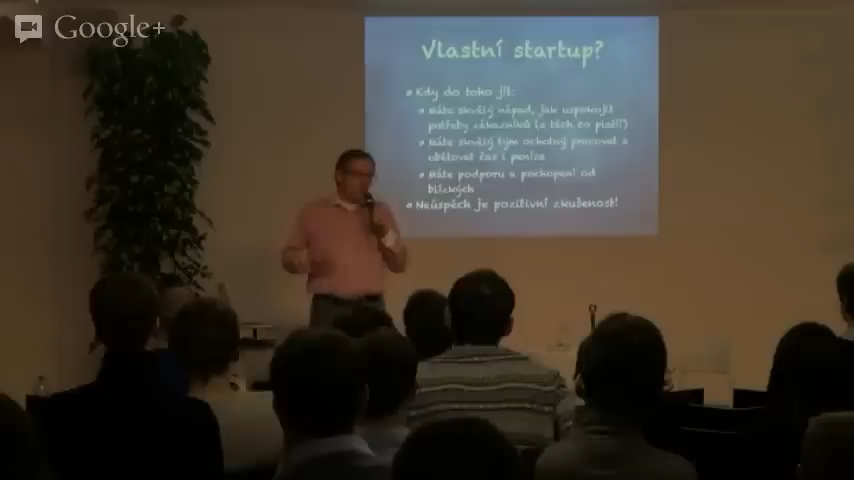 Google+
Vlastní startup?
Kdy do toho jít:
Máte skvělý nápad, jak uspokojit
potřeby zákazníků (a těch co platí!)
Máte skvělý tým ochotný pracovat a
obětovat čas i peníze
Máte podporu a pochopení od
blízkých
Neúspěch je pozitivní zkušenost!